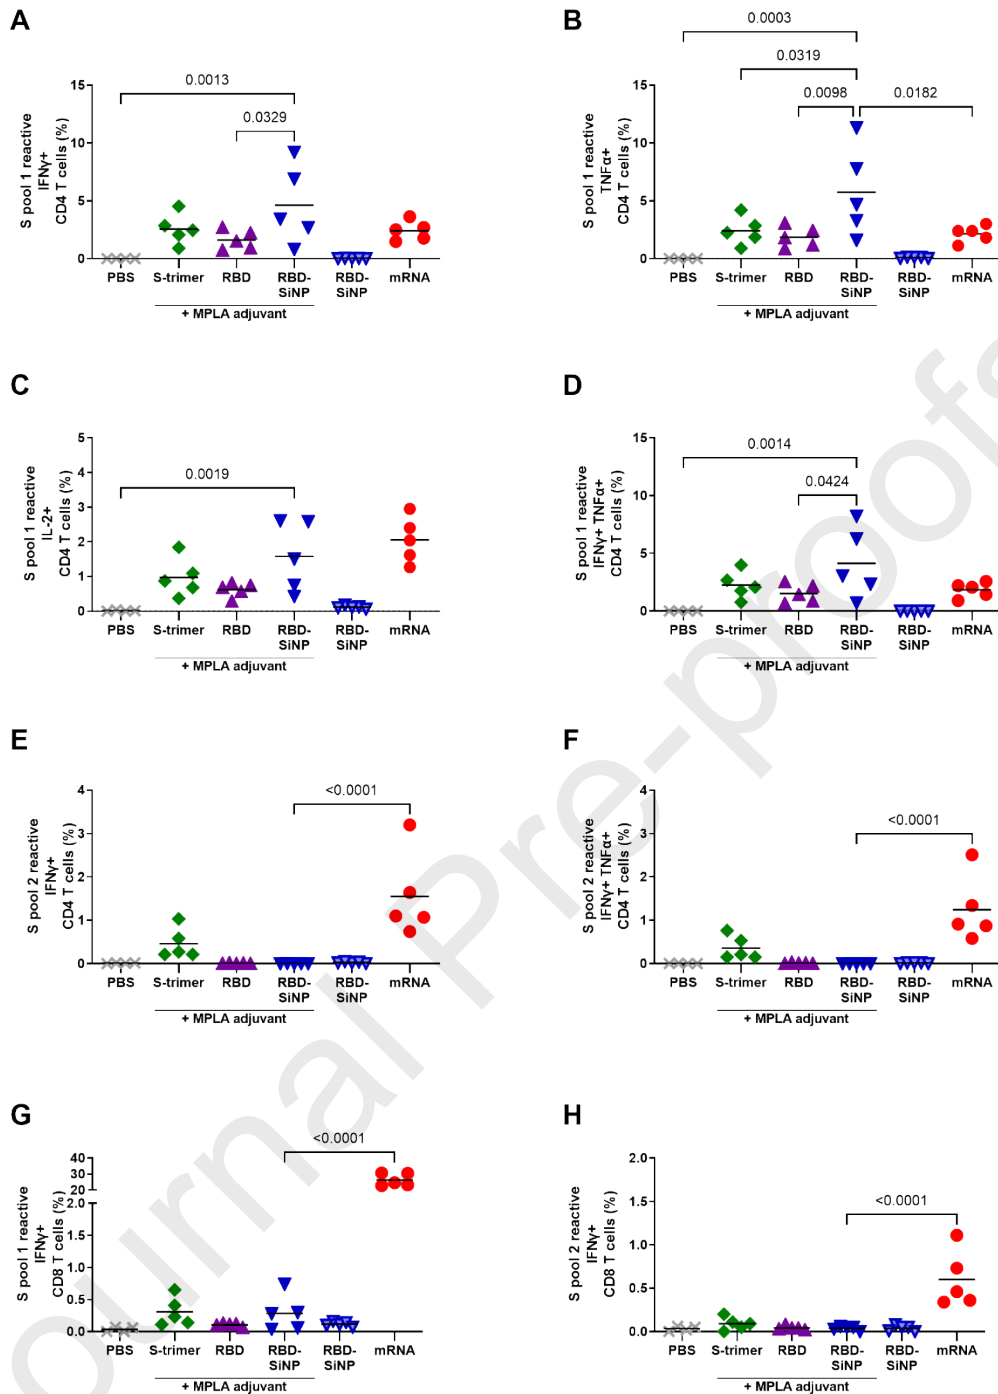 A
S pool 1 reactive
IFNγ+
CD4 T cells (%)
15
10
5
0
0.0013
0.0329
PBS
S-trimer
RBD
RBD-
SiNP
RBD-
SiNP
mRNA
+ MPLA adjuvant
B
S pool 1 reactive
TNFα+
CD4 T cells (%)
15
10
5
0
0.0003
0.0319
0.0098
0.0182
PBS
S-trimer
RBD
RBD-
SiNP
RBD-
SiNP
mRNA
+ MPLA adjuvant
C
S pool 1 reactive
IL-2+
CD4 T cells (%)
5
4
3
2
1
0
0.0019
PBS
S-trimer
RBD
RBD-
SiNP
RBD-
SiNP
mRNA
+ MPLA adjuvant
D
S pool 1 reactive
IFNγ+ TNFα+
CD4 T cells (%)
15
10
5
0
0.0014
0.0424
PBS
S-trimer
RBD
RBD-
SiNP
RBD-
SiNP
mRNA
+ MPLA adjuvant
E
S pool 2 reactive
IFNγ+
CD4 T cells (%)
4
3
2
1
0
<0.0001
PBS
S-trimer
RBD
RBD-
SiNP
RBD-
SiNP
mRNA
+ MPLA adjuvant
F
S pool 2 reactive
IFNγ+ TNFα+
CD4 T cells (%)
4
3
2
1
0
<0.0001
PBS
S-trimer
RBD
RBD-
SiNP
RBD-
SiNP
mRNA
+ MPLA adjuvant
G
S pool 1 reactive
IFNγ+
CD8 T cells (%)
40
30
20
2.0
1.5
1.0
0.5
0.0
<0.0001
PBS
S-trimer
RBD
RBD-
SiNP
RBD-
SiNP
mRNA
+ MPLA adjuvant
H
S pool 2 reactive
IFNγ+
CD8 T cells (%)
2.0
1.5
1.0
0.5
0.0
<0.0001
PBS
S-trimer
RBD
RBD-
SiNP
RBD-
SiNP
mRNA
+ MPLA adjuvant
ournal Pre-proofs